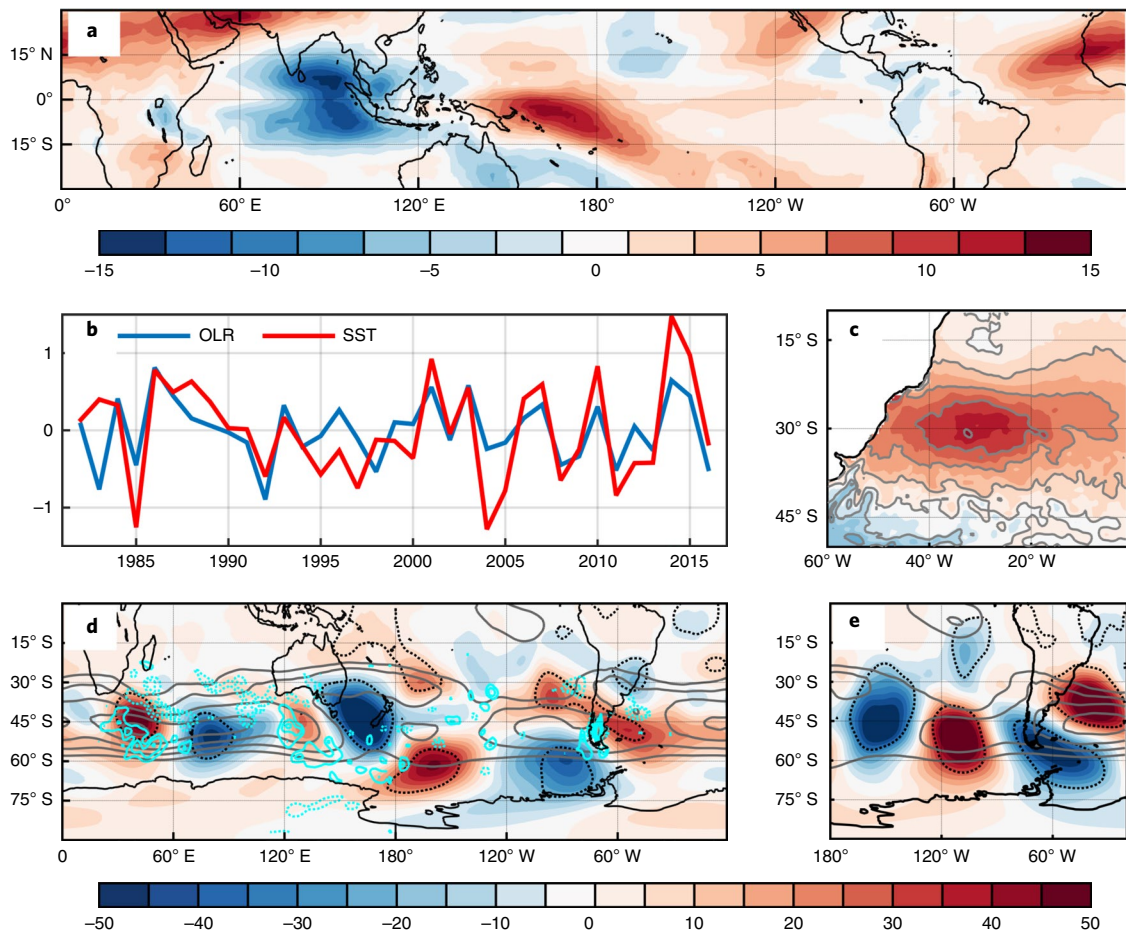 a
15° N
0°
15° S
0° 60° E 120° E 180° 120° W 60° W
–15 –10 –5 0 5 10 15
b OLR SST
1
0
–1
1985 1990 1995 2000 2005 2010 2015
c
15° S
30° S
45° S
60° W 40° W 20° W
d
15° S
30° S
45° S
60° S
75° S
0 60° E 120° E 180° 120° W 60° W
e
15° S
30° S
45° S
60° S
75° S
180° 120° W 60° W
–50 –40 –30 –20 –10 0 10 20 30 40 50